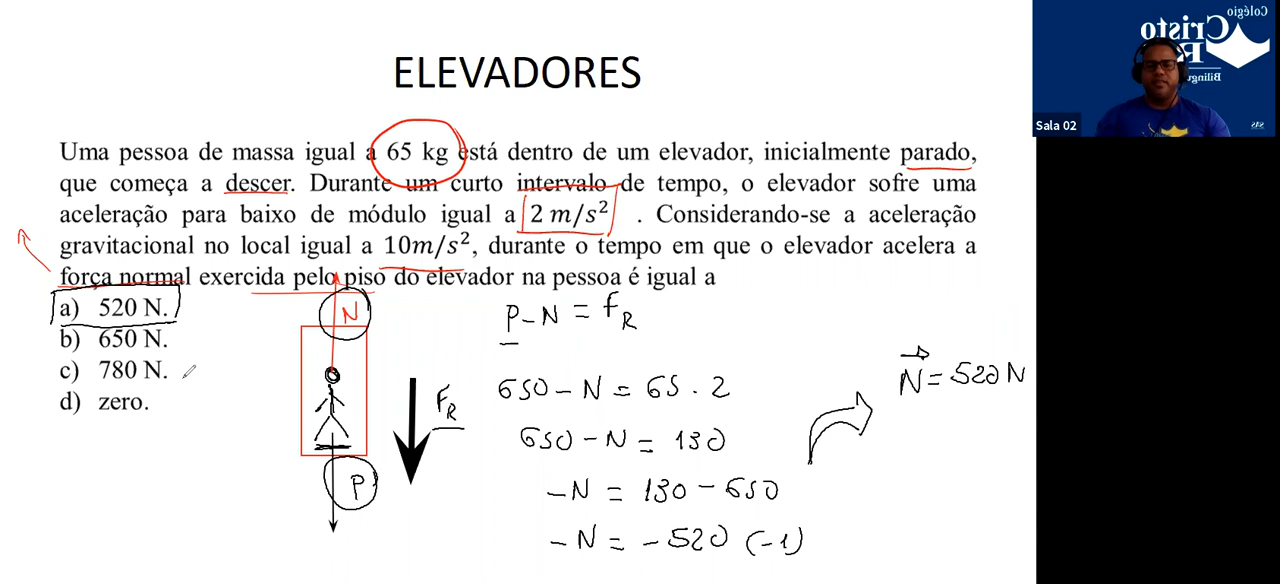 ELEVADORES
Uma pessoa de massa igual a 65 kg está dentro de um elevador, inicialmente parado,
que começa a descer. Durante um curto intervalo de tempo, o elevador sofre uma
aceleração para baixo de módulo igual a 2 m/s² . Considerando-se a aceleração
gravitacional no local igual a 10m/s², durante o tempo em que o elevador acelera a
força normal exercida pelo piso do elevador na pessoa é igual a
a) 520 N.
b) 650 N.
c) 780 N.
d) zero.
N
P
FR
P - N = FR
650 - N = 65 . 2
650 - N = 130
-N = 130 - 650
-N = -520 (-1)
N = 520 N
Colégio
Cristo
R
Bilingu
Sala 02
SAS